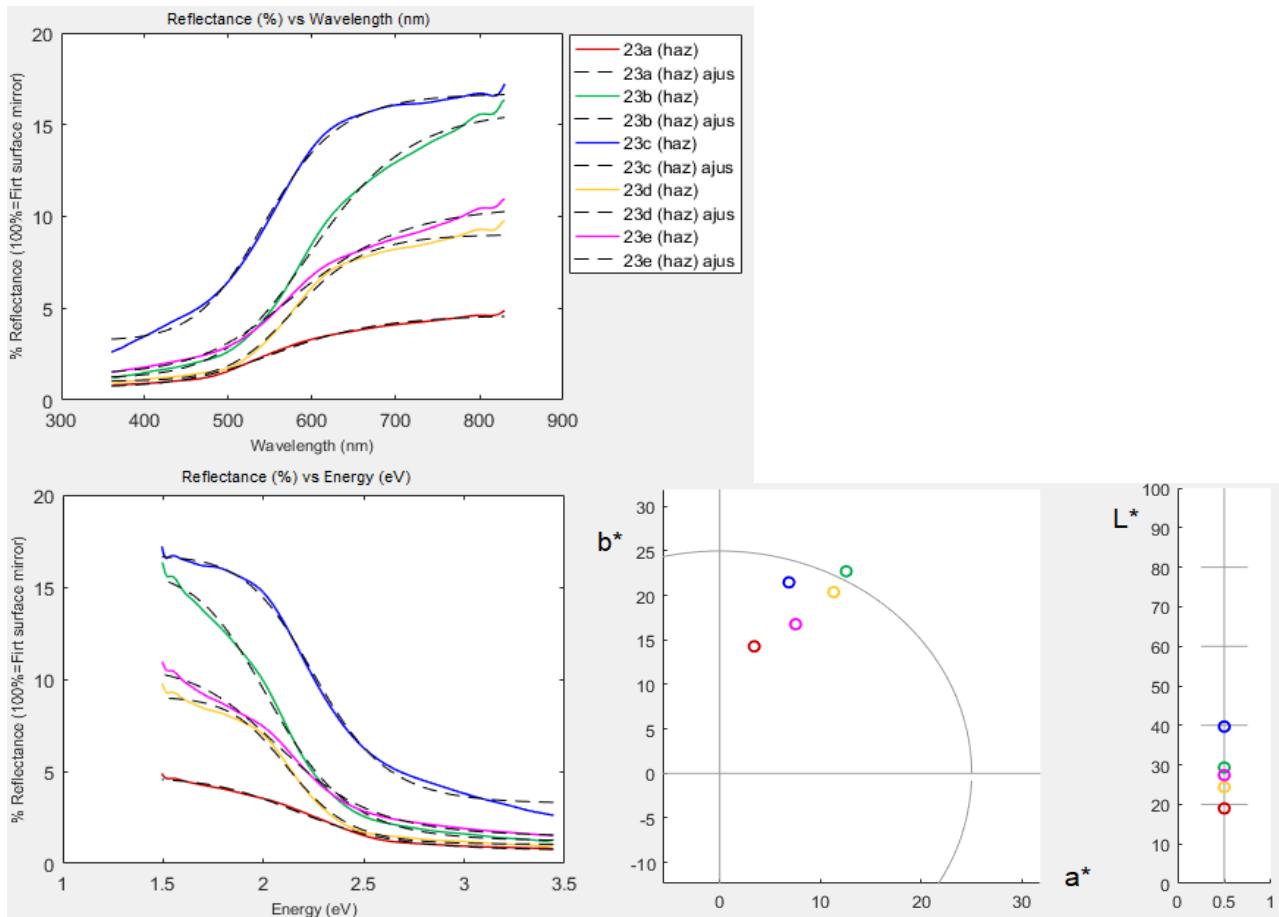 Reflectance (%) vs Wavelength (nm)
% Reflectance (100%=Firt surface mirror)
20
15
10
5
0
300 400 500 600 700 800 900
Wavelength (nm)
23a (haz)
23a (haz) ajus
23b (haz)
23b (haz) ajus
23c (haz)
23c (haz) ajus
23d (haz)
23d (haz) ajus
23e (haz)
23e (haz) ajus
Reflectance (%) vs Energy (eV)
% Reflectance (100%=Firt surface mirror)
20
15
10
5
0
1 1.5 2 2.5 3 3.5
Energy (eV)
b*
30
25
20
15
10
5
0
-5
-10
0 10 20 30
a*
L*
100
90
80
70
60
50
40
30
20
10
0
0 0.5 1